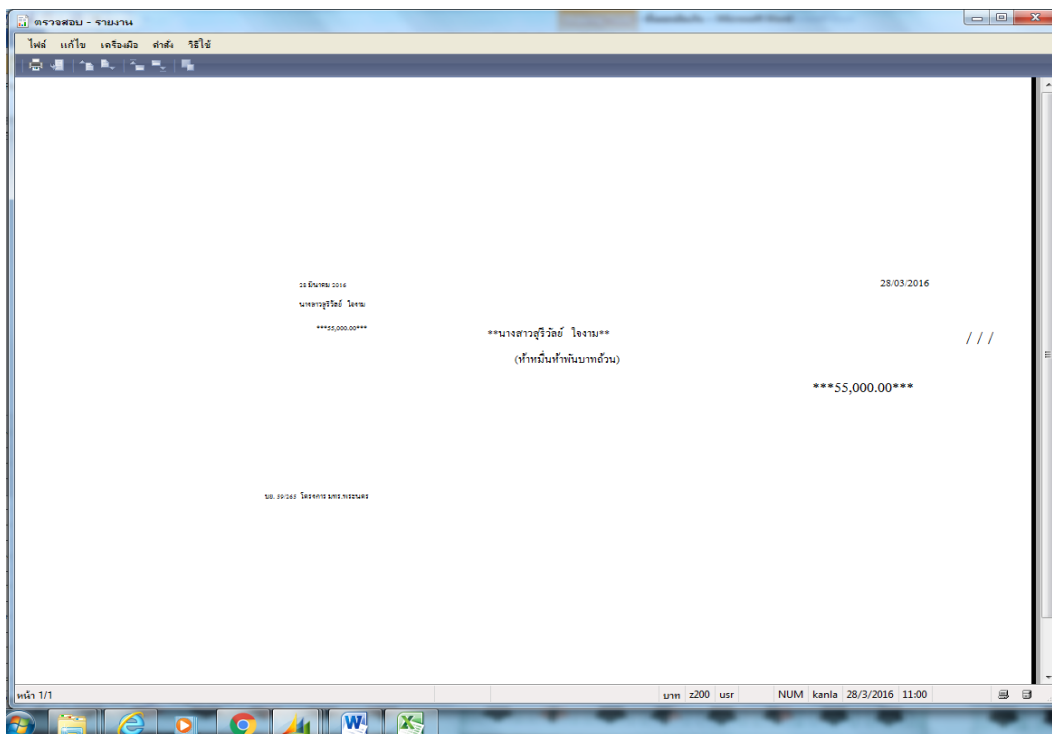 ตรวจสอบ - รายงาน
ไฟล์ แก้ไข เครื่องมือ คำสั่ง วิธีใช้
28 มีนาคม 2016
28/03/2016
นางสาวสุรีวัลย์ ใจงาม
***55,000.00***
**นางสาวสุรีวัลย์ ใจงาม**
/ / /
(ห้าหมื่นห้าพันบาทถ้วน)
***55,000.00***
บย. 59/265 โครงการ มทร.พระนคร
หน้า 1/1
บาท z200 usr NUM kanla 28/3/2016 11:00